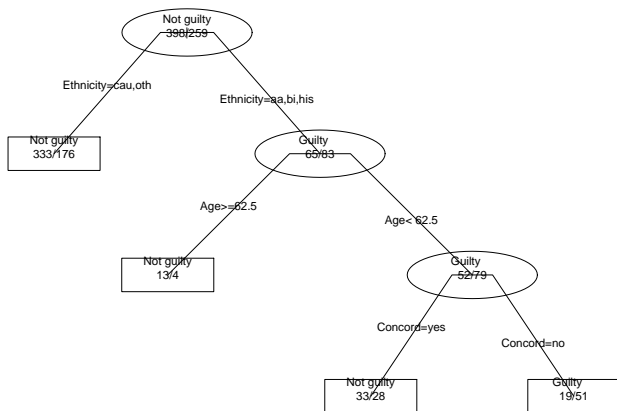 Not guilty
398/259
Ethnicity=cau,oth
Ethnicity=aa,bi,his
Not guilty
333/176
Guilty
65/83
Age>=62.5
Age< 62.5
Not guilty
13/4
Guilty
52/79
Concord=yes
Concord=no
Not guilty
33/28
Guilty
19/51